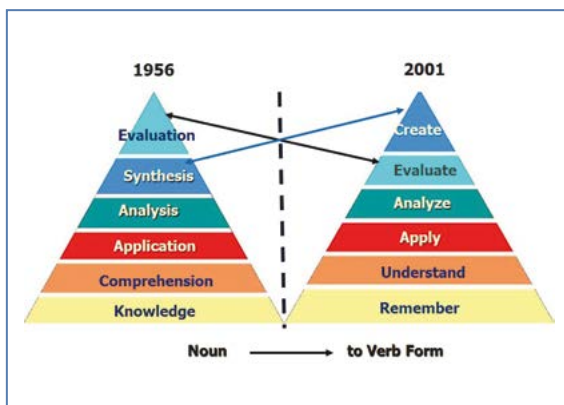 1956
Evaluation
Synthesis
Analysis
Application
Comprehension
Knowledge
2001
Create
Evaluate
Analyze
Apply
Understand
Remember
Noun to Verb Form